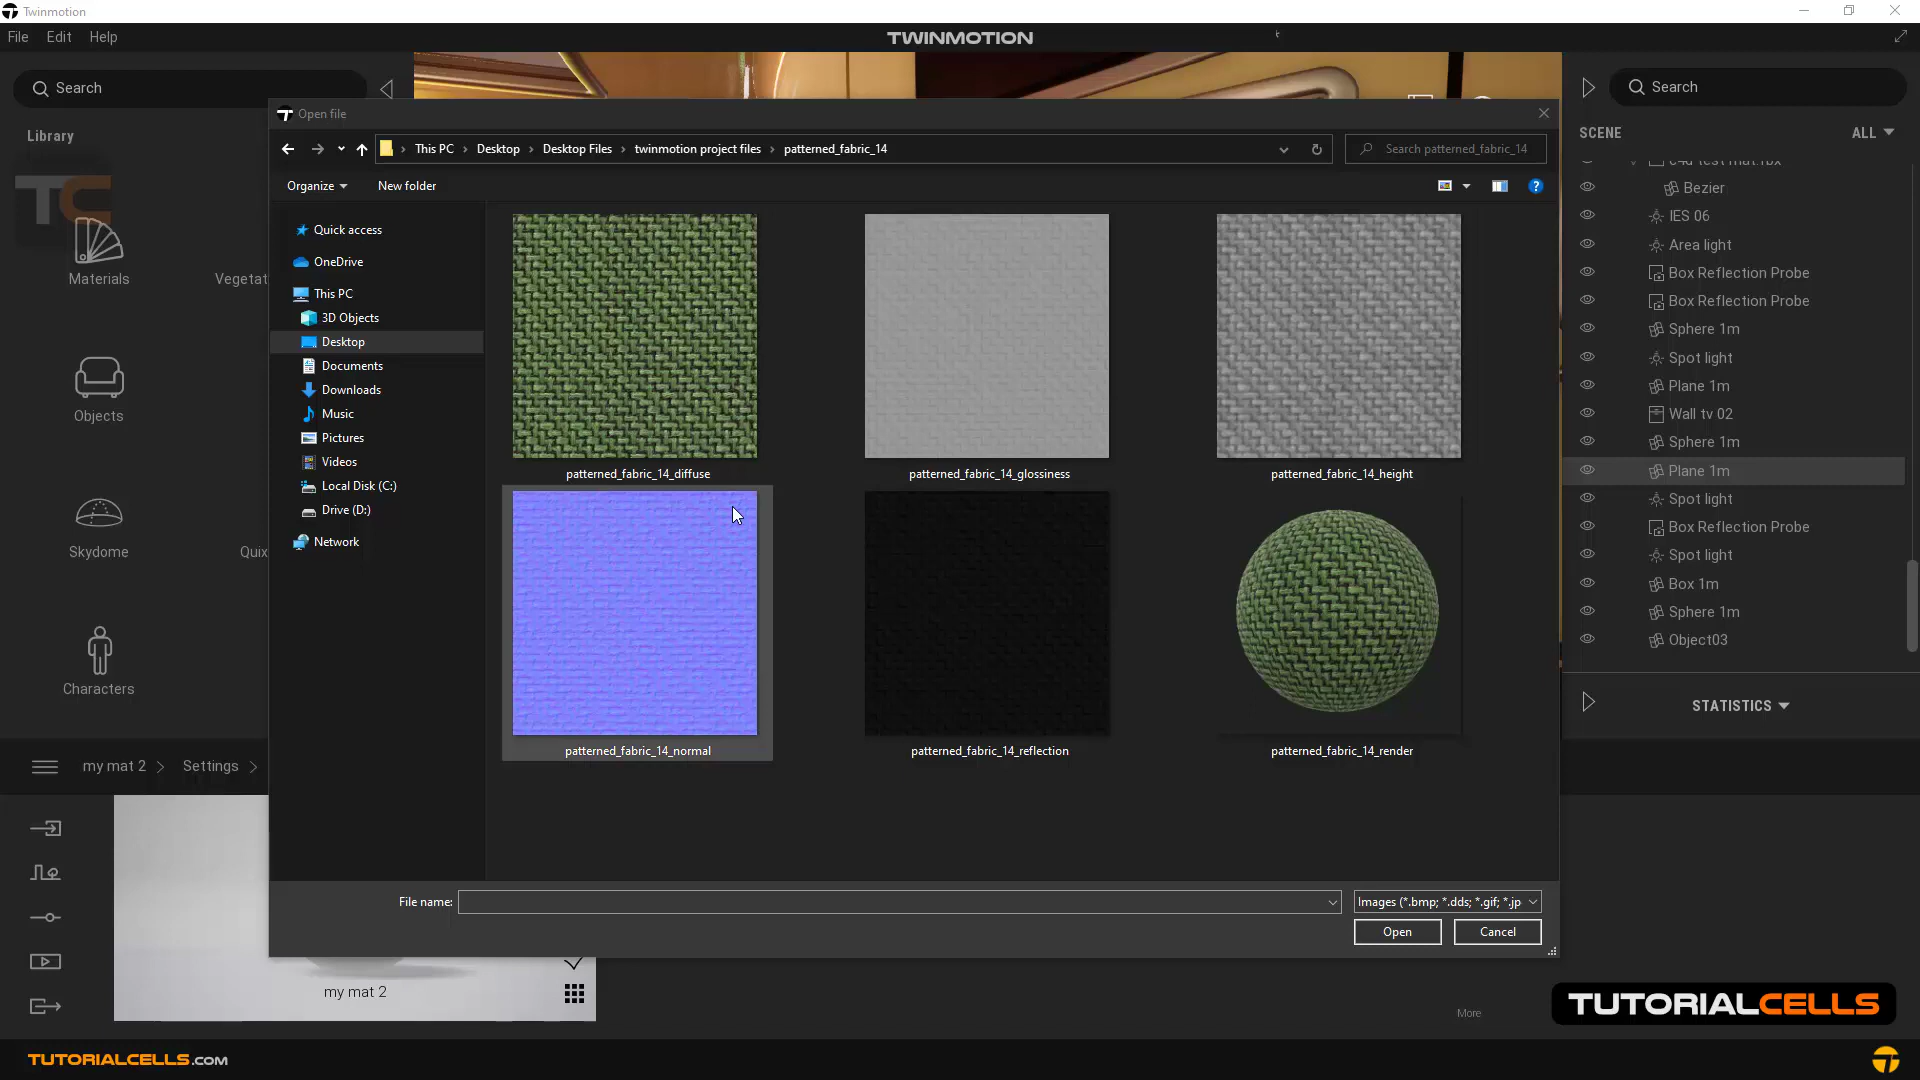 Twinmotion
File Edit Help
TWINMOTION
Search
Library
TC
Materials
Vegetat
Objects
Skydome
Quix
Characters
my mat 2 > Settings >
my mat 2
Open file
This PC > Desktop > Desktop Files > twinmotion project files > patterned_fabric_14
Search patterned_fabric_14
Organize
New folder
Quick access
OneDrive
This PC
3D Objects
Desktop
Documents
Downloads
Music
Pictures
Videos
Local Disk (C:)
Drive (D:)
Network
patterned_fabric_14_diffuse
patterned_fabric_14_glossiness
patterned_fabric_14_height
patterned_fabric_14_normal
patterned_fabric_14_reflection
patterned_fabric_14_render
File name:
Images (*.bmp; *.dds; *.gif; *.jp
Open
Cancel
Search
SCENE
ALL
c4d test mat.fbx
Bezier
IES 06
Area light
Box Reflection Probe
Box Reflection Probe
Sphere 1m
Spot light
Plane 1m
Wall tv 02
Sphere 1m
Plane 1m
Spot light
Box Reflection Probe
Spot light
Box 1m
Sphere 1m
Object03
STATISTICS
More
TUTORIALCELLS
TUTORIALCELLS.COM